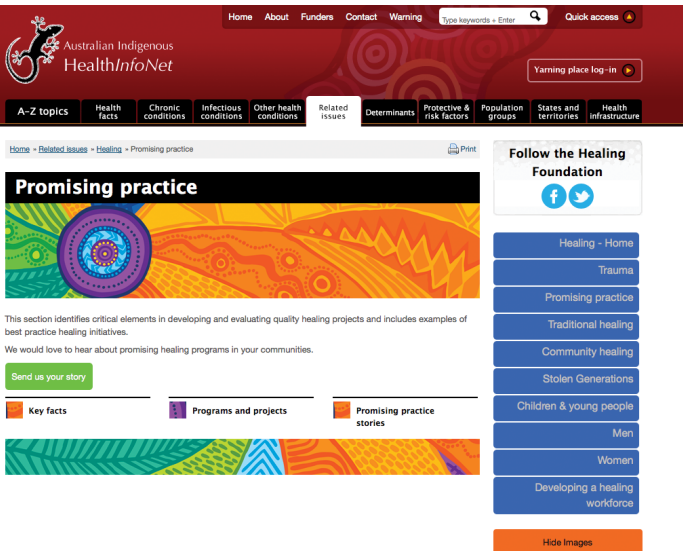 Home About Funders Contact Warning Type keywords + Enter Quick access
Australian Indigenous
HealthInfoNet
Yarning place log-in
A–Z topics Health facts Chronic conditions Infectious conditions Other health conditions Related issues Determinants Protective & risk factors Population groups States and territories Health infrastructure
Home » Related issues » Healing » Promising practice
Print
Promising practice
This section identifies critical elements in developing and evaluating quality healing projects and includes examples of
best practice healing initiatives.
We would love to hear about promising healing programs in your communities.
Send us your story
Key facts
Programs and projects
Promising practice
stories
Follow the Healing
Foundation
Healing - Home
Trauma
Promising practice
Traditional healing
Community healing
Stolen Generations
Children & young people
Men
Women
Developing a healing
workforce
Hide Images